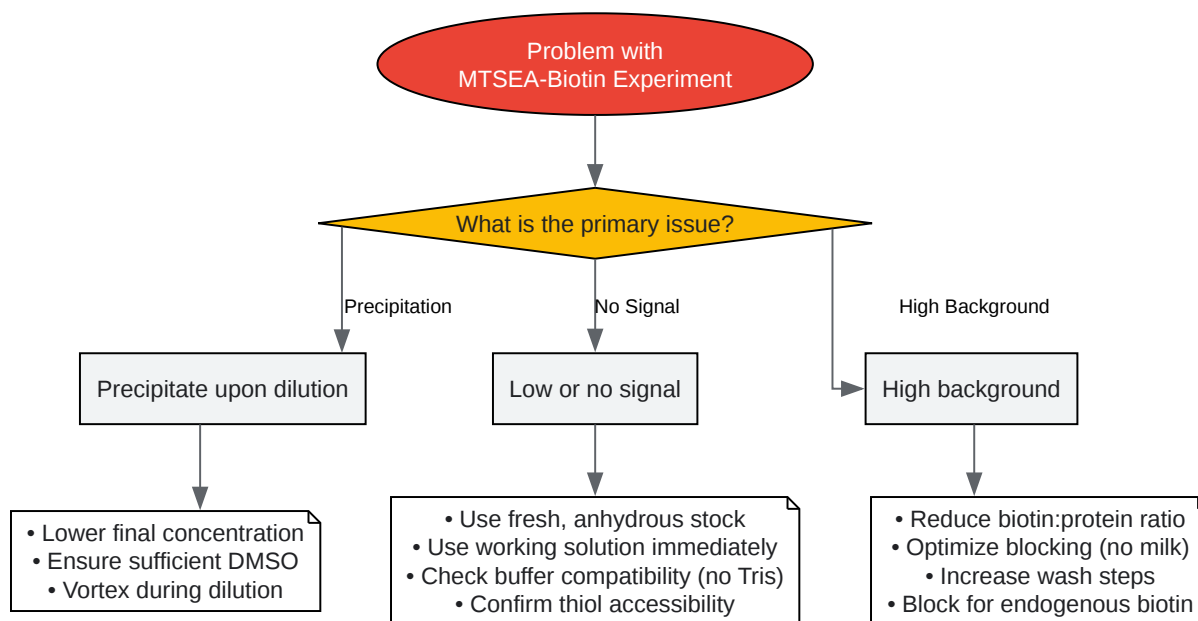 Problem with
MTSEA-Biotin Experiment
What is the primary issue?
Precipitation
No Signal
High Background
Precipitate upon dilution
Low or no signal
High background
• Lower final concentration
• Ensure sufficient DMSO
• Vortex during dilution
• Use fresh, anhydrous stock
• Use working solution immediately
• Check buffer compatibility (no Tris)
• Confirm thiol accessibility
• Reduce biotin:protein ratio
• Optimize blocking (no milk)
• Increase wash steps
• Block for endogenous biotin